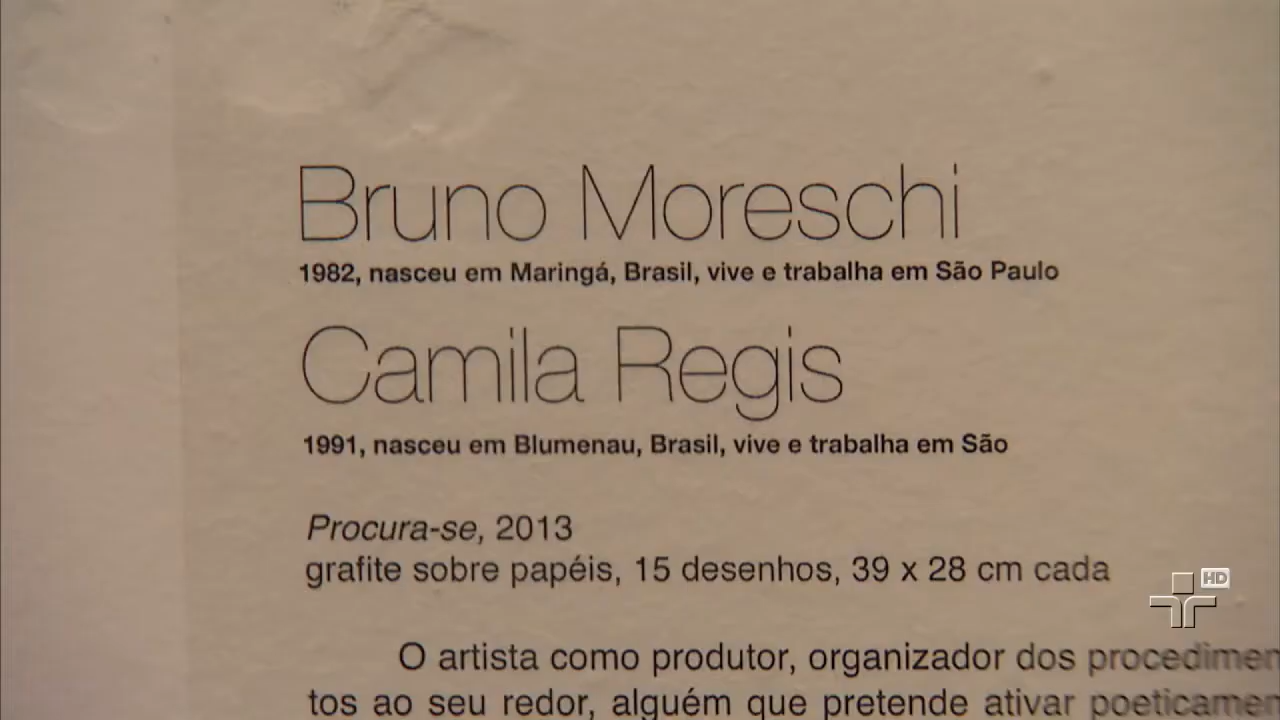 Bruno Moreschi
1982, nasceu em Maringá, Brasil, vive e trabalha em São Paulo
Camila Regis
1991, nasceu em Blumenau, Brasil, vive e trabalha em São
Procura-se, 2013
grafite sobre papéis, 15 desenhos, 39 x 28 cm cada
HD
O artista como produtor, organizador dos procedimen
tos ao seu redor, alguém que pretende ativar poeticamen